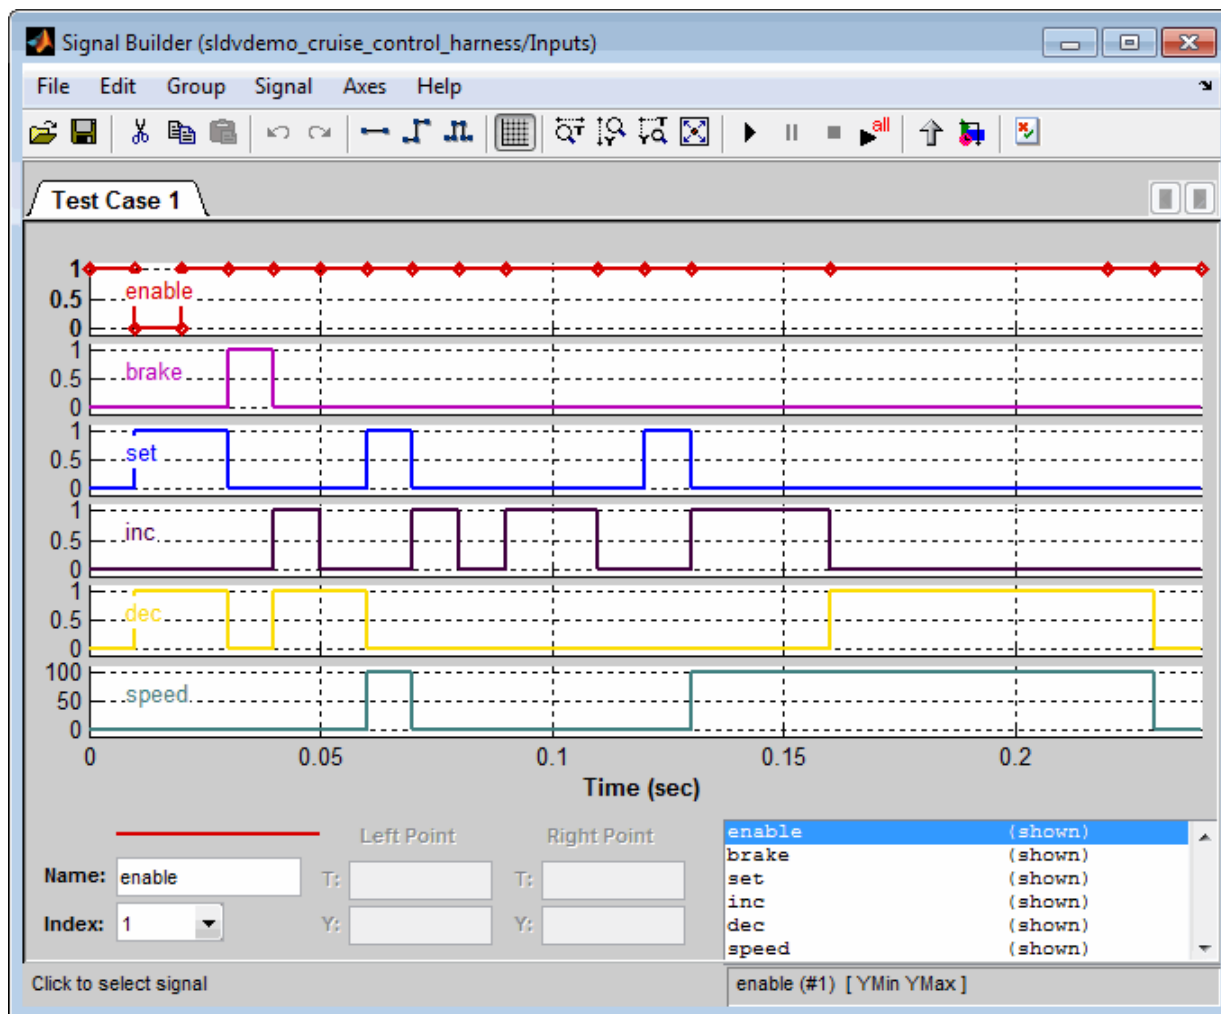 Signal Builder (sldvdemo_cruise_control_harness/Inputs)
File Edit Group Signal Axes Help
all
Test Case 1
1
0.5
0
enable
1
0.5
0
brake
1
0.5
0
set
1
0.5
0
inc
1
0.5
0
dec
100
50
0
speed
0 0.05 0.1 0.15 0.2
Time (sec)
Left Point Right Point
Name: enable T: T:
Index: 1 Y: Y:
enable (shown)
brake (shown)
set (shown)
inc (shown)
dec (shown)
speed (shown)
Click to select signal enable (#1) [ YMin YMax ]